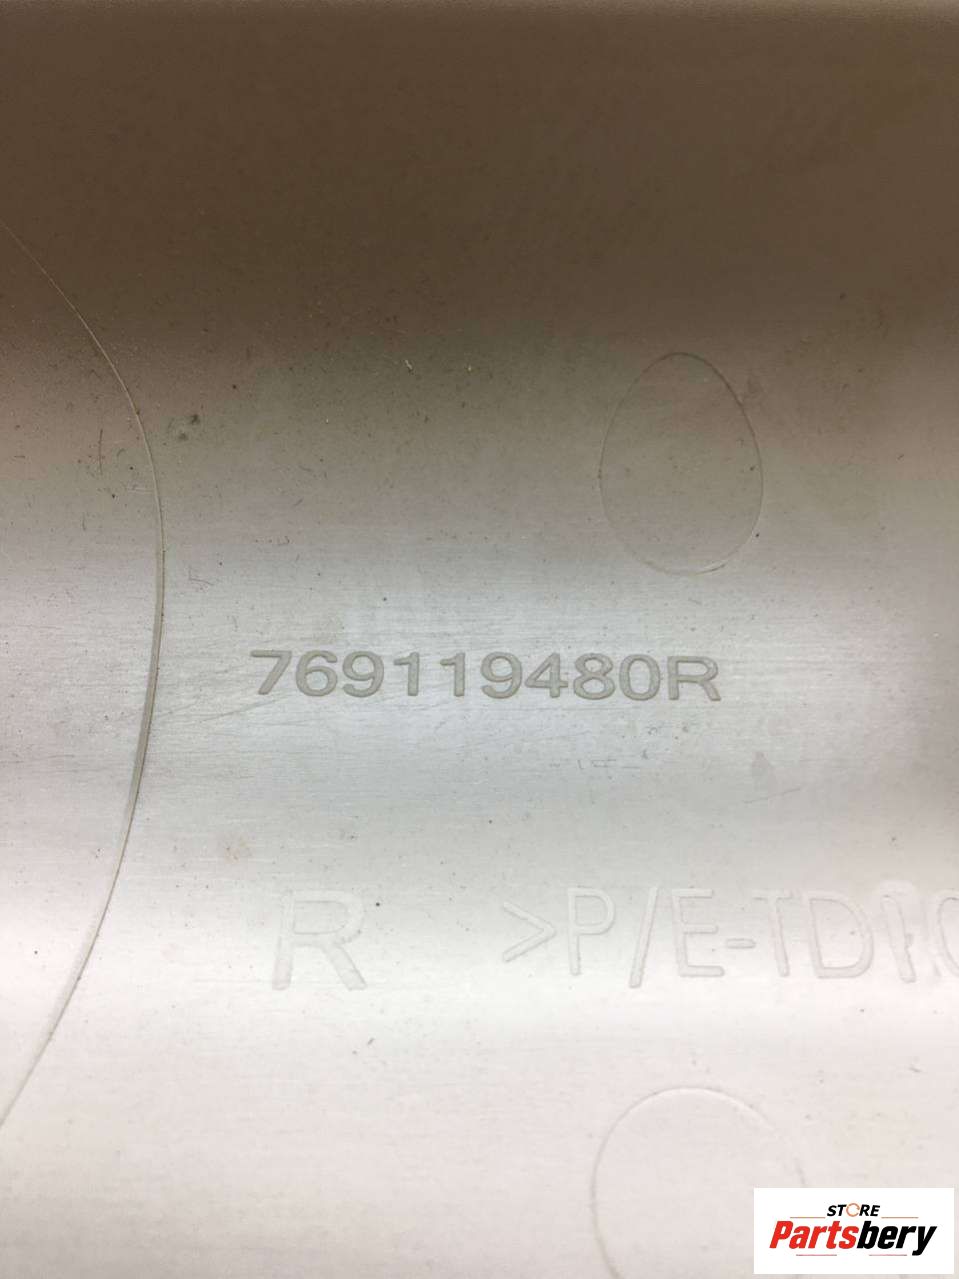 769119480R
R >P/E-TD
STORE
Partsbery